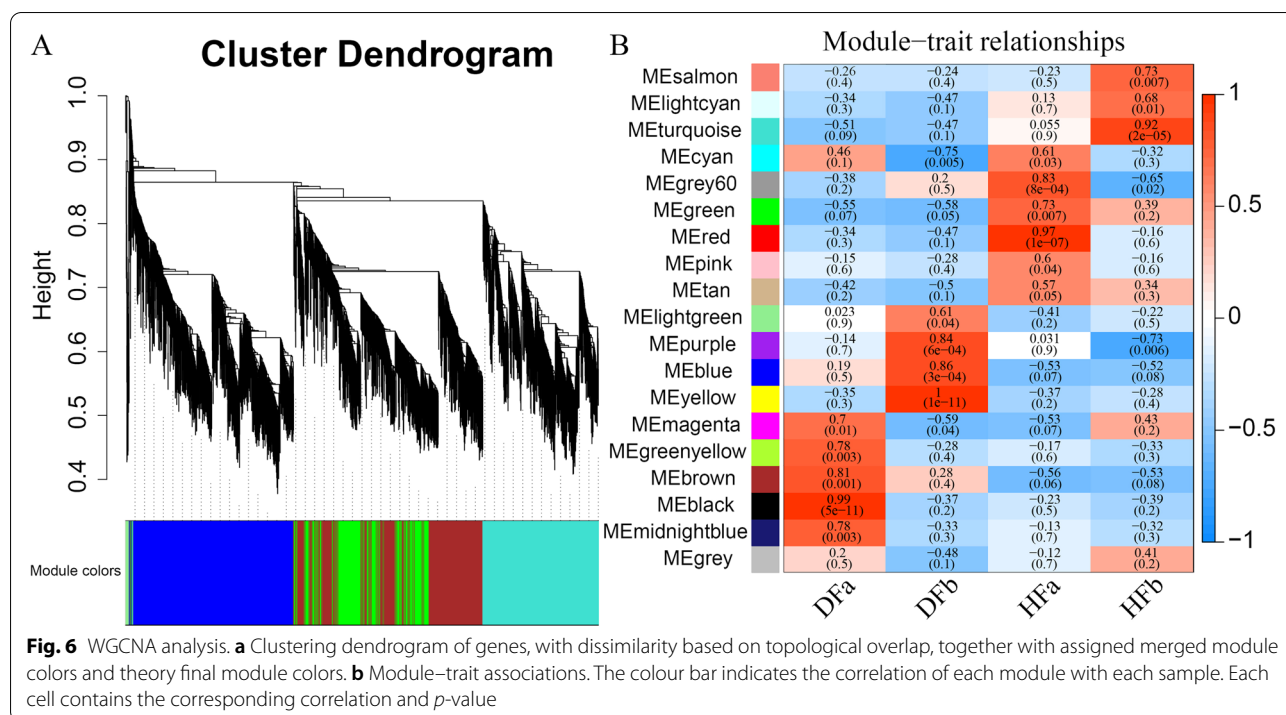 A
Cluster Dendrogram
Height
1.0
0.9
0.8
0.7
0.6
0.5
0.4
Module colors
B
Module−trait relationships
MEsalmon −0.26 (0.4) −0.24 (0.4) −0.23 (0.5) 0.73 (0.007)
MElightcyan −0.34 (0.3) −0.47 (0.1) 0.13 (0.7) 0.68 (0.01)
MEturquoise −0.51 (0.09) −0.47 (0.1) 0.055 (0.9) 0.92 (2e−05)
MEcyan 0.46 (0.1) −0.75 (0.005) 0.61 (0.03) −0.32 (0.3)
MEgrey60 −0.38 (0.2) 0.2 (0.5) 0.83 (8e−04) −0.65 (0.02)
MEgreen −0.55 (0.07) −0.58 (0.05) 0.73 (0.007) 0.39 (0.2)
MEred −0.34 (0.3) −0.47 (0.1) 0.97 (1e−07) −0.16 (0.6)
MEpink −0.15 (0.6) −0.28 (0.4) 0.6 (0.04) −0.16 (0.6)
MEtan −0.42 (0.2) −0.5 (0.1) 0.57 (0.05) 0.34 (0.3)
MElightgreen 0.023 (0.9) 0.61 (0.04) −0.41 (0.2) −0.22 (0.5)
MEpurple −0.14 (0.7) 0.84 (6e−04) 0.031 (0.9) −0.73 (0.006)
MEblue 0.19 (0.5) 0.86 (3e−04) −0.53 (0.07) −0.52 (0.08)
MEyellow −0.35 (0.3) 1 (1e−11) −0.37 (0.2) −0.28 (0.4)
MEmagenta 0.7 (0.01) −0.59 (0.04) −0.53 (0.07) 0.43 (0.2)
MEgreenyellow 0.78 (0.003) −0.28 (0.4) −0.17 (0.6) −0.33 (0.3)
MEbrown 0.81 (0.001) 0.28 (0.4) −0.56 (0.06) −0.53 (0.08)
MEblack 0.99 (5e−11) −0.37 (0.2) −0.23 (0.5) −0.39 (0.2)
MEmidnightblue 0.78 (0.003) −0.33 (0.3) −0.13 (0.7) −0.32 (0.3)
MEgrey 0.2 (0.5) −0.48 (0.1) −0.12 (0.7) 0.41 (0.2)
DFa DFb HFa HFb
1
0.5
0
−0.5
−1
Fig. 6 WGCNA analysis. a Clustering dendrogram of genes, with dissimilarity based on topological overlap, together with assigned merged module
colors and theory final module colors. b Module–trait associations. The colour bar indicates the correlation of each module with each sample. Each
cell contains the corresponding correlation and p-value